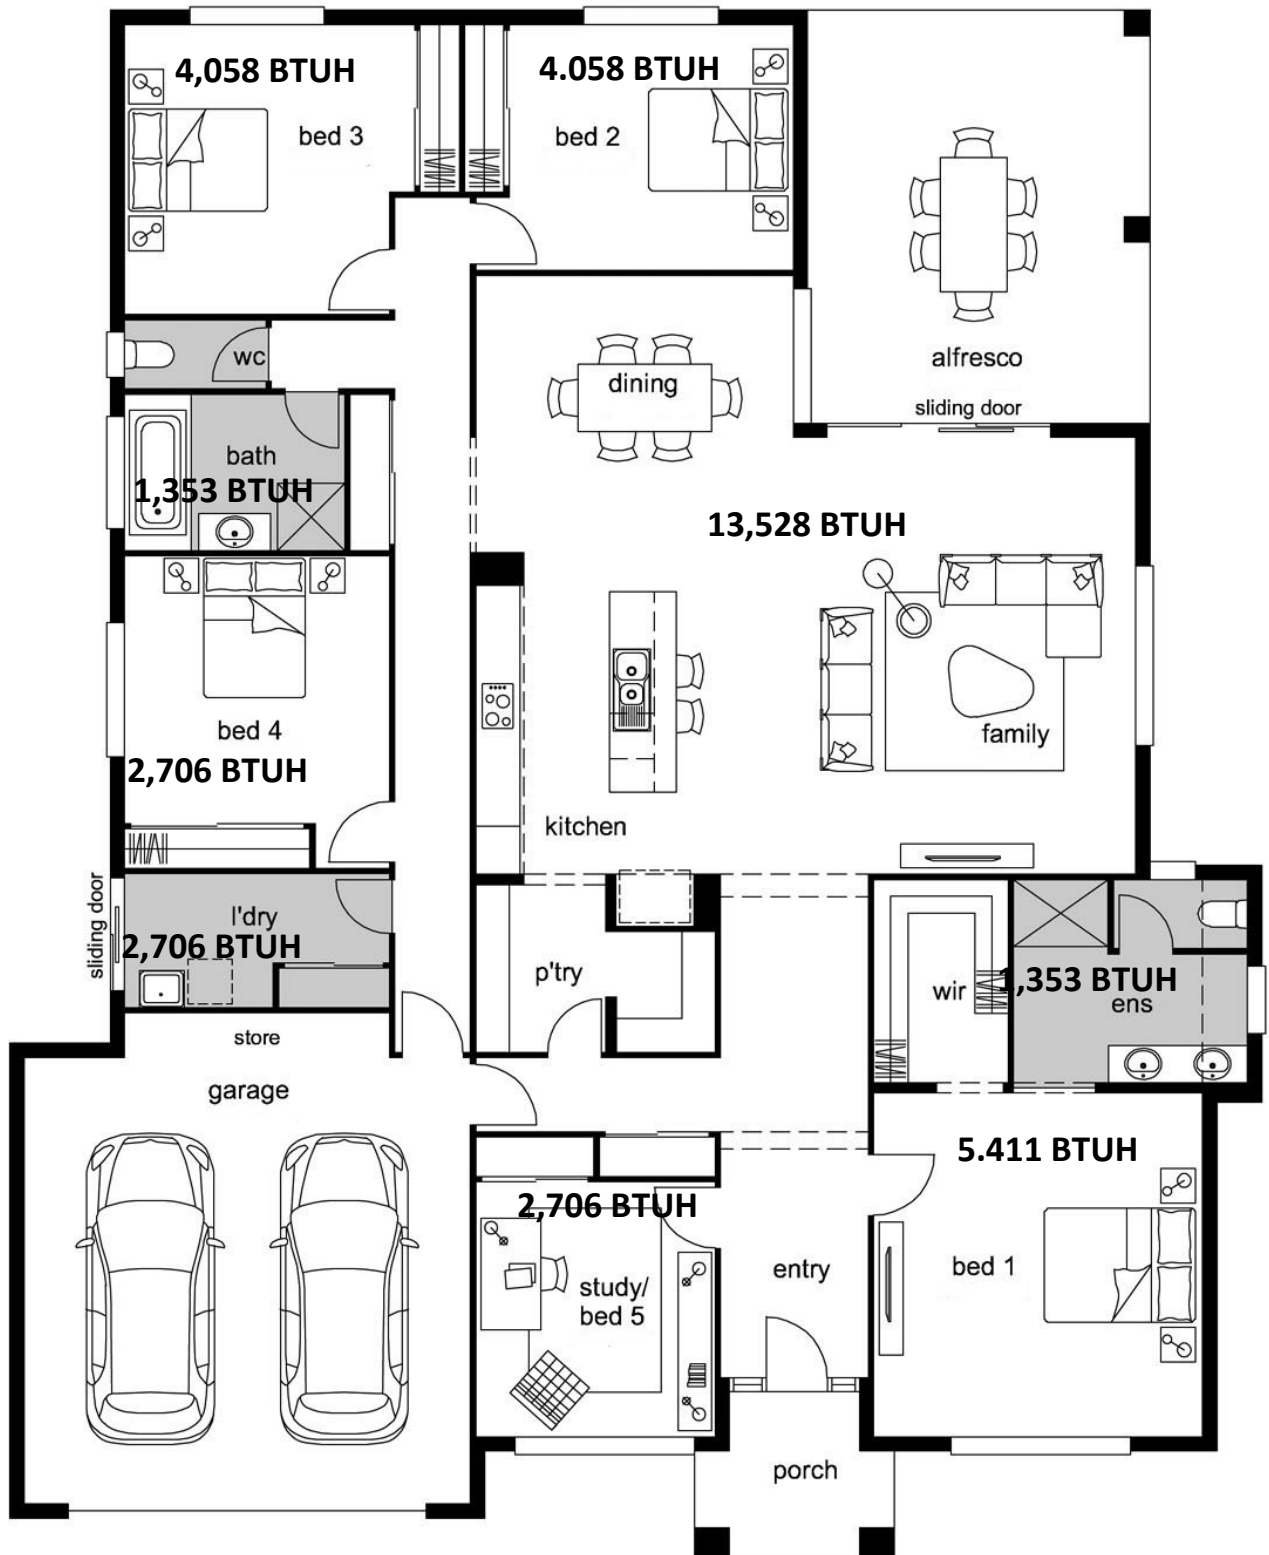 4,058 BTUH
4.058 BTUH
bed 3
bed 2
wc
dining
alfresco
sliding door
bath
1,353 BTUH
13,528 BTUH
bed 4
2,706 BTUH
family
kitchen
sliding door
l'dry
2,706 BTUH
p'try
wir
,353 BTUH
ens
store
garage
5.411 BTUH
2,706 BTUH
study/
bed 5
entry
bed 1
porch